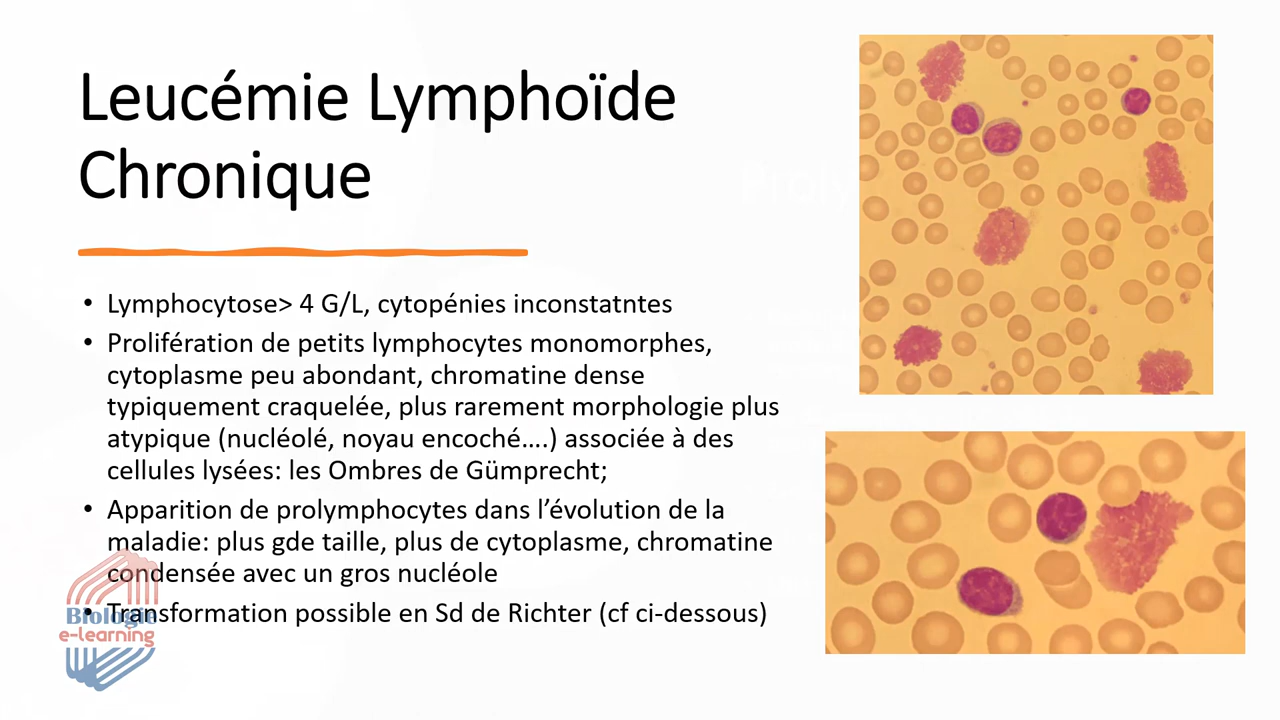 Leucémie Lymphoïde
Chronique
• Lymphocytose> 4 G/L, cytopénies inconstatntes
• Prolifération de petits lymphocytes monomorphes,
cytoplasme peu abondant, chromatine dense
typiquement craquelée, plus rarement morphologie plus
atypique (nucléolé, noyau encoché….) associée à des
cellules lysées: les Ombres de Gümprecht;
• Apparition de prolymphocytes dans l’évolution de la
maladie: plus gde taille, plus de cytoplasme, chromatine
condensée avec un gros nucléole
• Transformation possible en Sd de Richter (cf ci-dessous)
Biologie
e-learning